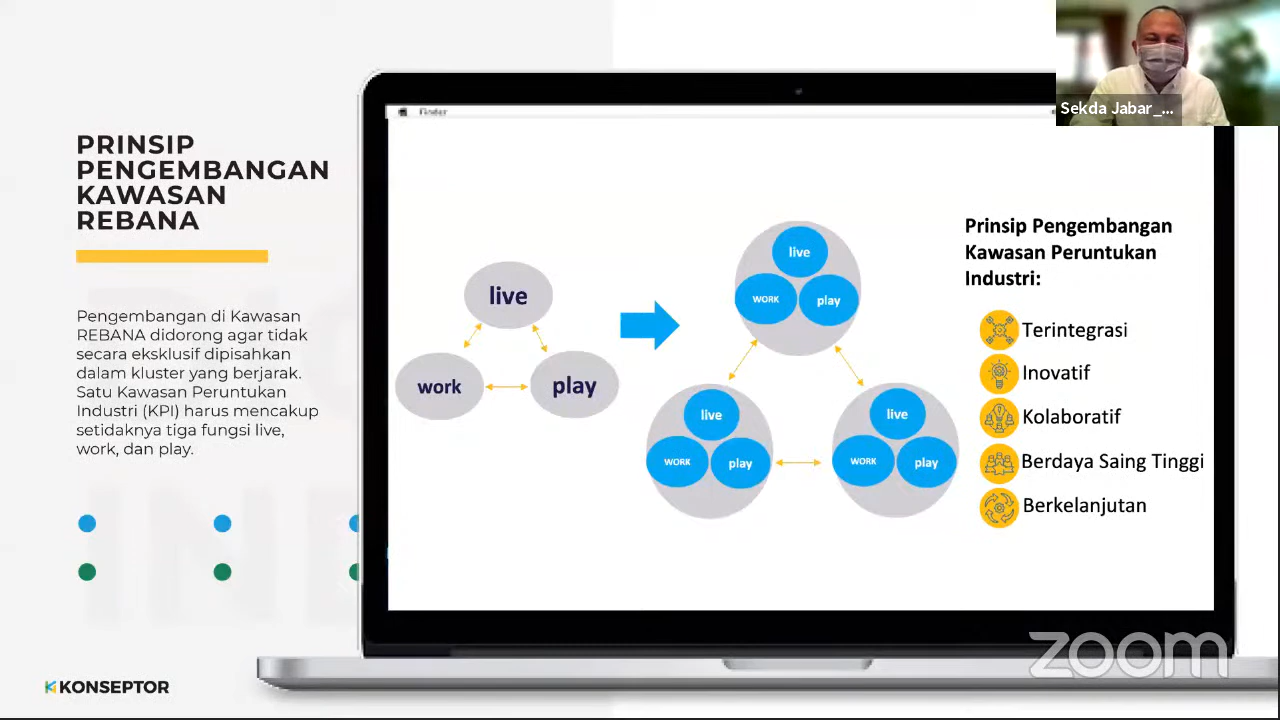 PRINSIP
PENGEMBANGAN
KAWASAN
REBANA
Pengembangan di Kawasan
REBANA didorong agar tidak
secara eksklusif dipisahkan
dalam kluster yang berjarak.
Satu Kawasan Peruntukan
Industri (KPI) harus mencakup
setidaknya tiga fungsi live,
work, dan play.
KONSEPTOR
Finder
live
work
play
live
WORK
play
live
WORK
play
live
WORK
play
Prinsip Pengembangan
Kawasan Peruntukan
Industri:
Terintegrasi
Inovatif
Kolaboratif
Berdaya Saing Tinggi
Berkelanjutan
Sekda Jabar_...
zoom